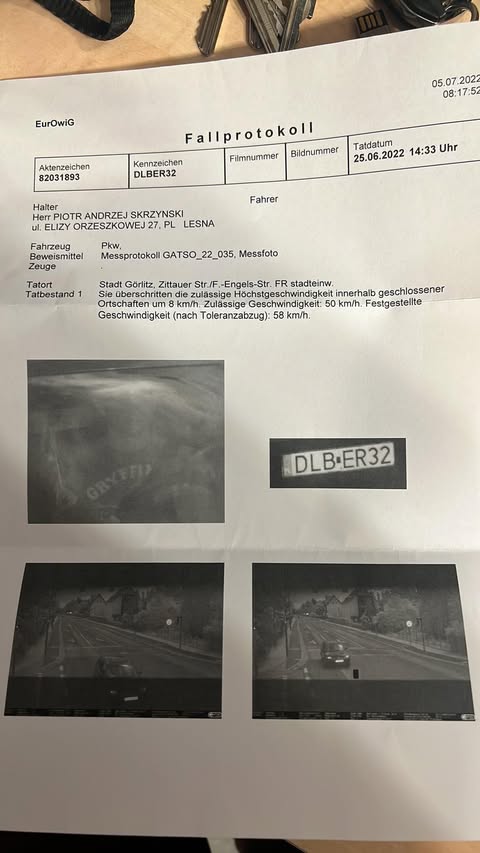 05.07.2022
08:17:52
EurOwiG
Fallprotokoll
Aktenzeichen
82031893
Kennzeichen
DLBER32
Filmnummer
Bildnummer
Tatdatum
25.06.2022 14:33 Uhr
Halter
Fahrer
Herr PIOTR ANDRZEJ SKRZYNSKI
ul. ELIZY ORZESZKOWEJ 27, PL LESNA
Fahrzeug Pkw,
Beweismittel Messprotokoll GATSO_22_035, Messfoto
Zeuge .
Tatort Stadt Görlitz, Zittauer Str./F.-Engels-Str. FR stadteinw.
Tatbestand 1 Sie überschritten die zulässige Höchstgeschwindigkeit innerhalb geschlossener
Ortschaften um 8 km/h. Zulässige Geschwindigkeit: 50 km/h. Festgestellte
Geschwindigkeit (nach Toleranzabzug): 58 km/h.
GRYFFIN
DLB ER32